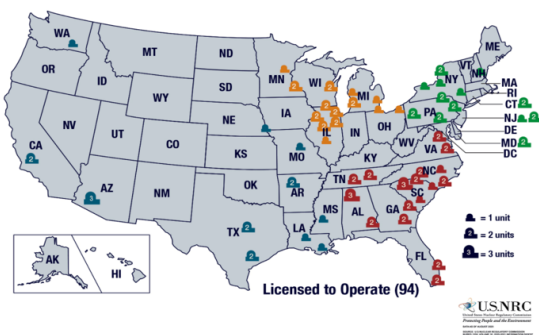 WA
MT
ND
ME
VT
NH
OR
ID
SD
MN
WI
MI
NY
MA
RI
WY
CT
NE
IA
PA
NJ
NV
UT
CO
IL
IN
OH
DE
MD
CA
KS
MO
KY
WV
VA
DC
AZ
NM
OK
AR
TN
NC
SC
TX
LA
MS
AL
GA
FL
= 1 unit
= 2 units
= 3 units
AK
HI
Licensed to Operate (94)
U.S.NRC
United States Nuclear Regulatory Commission
Protecting People and the Environment